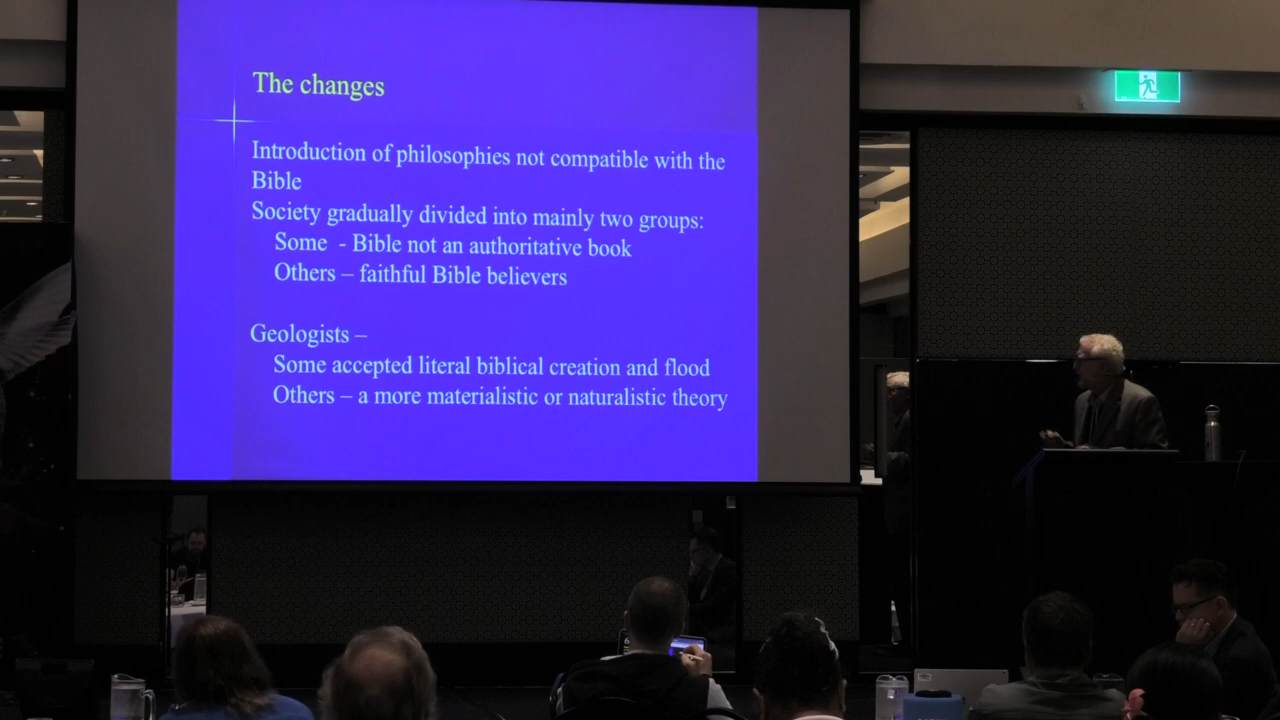 The changes
Introduction of philosophies not compatible with the
Bible
Society gradually divided into mainly two groups:
Some - Bible not an authoritative book
Others – faithful Bible believers
Geologists –
Some accepted literal biblical creation and flood
Others – a more materialistic or naturalistic theory